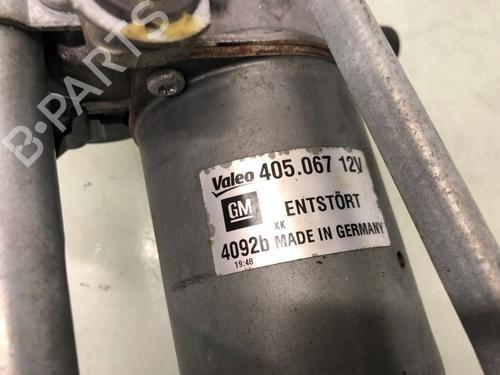 B-PARTS
Valeo 405.067 12V
GM ENTSTÖRT
KK
4092b MADE IN GERMANY
19:48